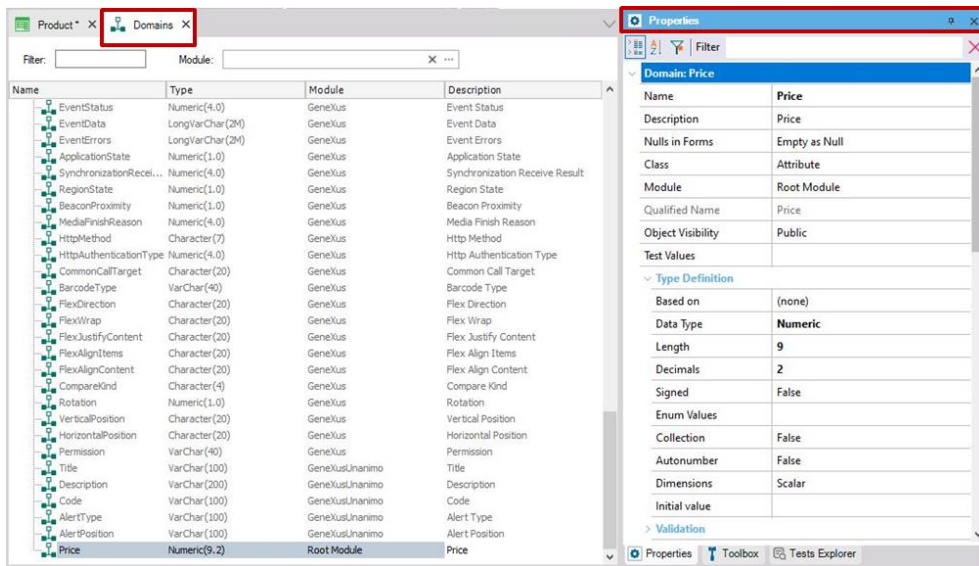 Product* X Domains X
Filter: Module: X ...
Name Type Module Description
EventStatus Numeric(4.0) GeneXus Event Status
EventData LongVarChar(2M) GeneXus Event Data
EventErrors LongVarChar(2M) GeneXus Event Errors
ApplicationState Numeric(1.0) GeneXus Application State
SynchronizationRecei... Numeric(4.0) GeneXus Synchronization Receive Result
RegionState Numeric(1.0) GeneXus Region State
BeaconProximity Numeric(1.0) GeneXus Beacon Proximity
MediaFinishReason Numeric(4.0) GeneXus Media Finish Reason
HttpMethod Character(7) GeneXus Http Method
HttpAuthenticationType Numeric(4.0) GeneXus Http Authentication Type
CommonCallTarget Character(20) GeneXus Common Call Target
BarcodeType VarChar(40) GeneXus Barcode Type
FlexDirection Character(20) GeneXus Flex Direction
FlexWrap Character(20) GeneXus Flex Wrap
FlexJustifyContent Character(20) GeneXus Flex Justify Content
FlexAlignItems Character(20) GeneXus Flex Align Items
FlexAlignContent Character(20) GeneXus Flex Align Content
CompareKind Character(4) GeneXus Compare Kind
Rotation Numeric(1.0) GeneXus Rotation
VerticalPosition Character(20) GeneXus Vertical Position
HorizontalPosition Character(20) GeneXus Horizontal Position
Permission VarChar(40) GeneXus Permission
Title VarChar(100) GeneXusUnanimo Title
Description VarChar(200) GeneXusUnanimo Description
Code VarChar(100) GeneXusUnanimo Code
AlertType VarChar(100) GeneXusUnanimo Alert Type
AlertPosition VarChar(100) GeneXusUnanimo Alert Position
Price Numeric(9.2) Root Module Price
Properties
Filter
Domain: Price
Name Price
Description Price
Nulls in Forms Empty as Null
Class Attribute
Module Root Module
Qualified Name Price
Object Visibility Public
Test Values
Type Definition
Based on (none)
Data Type Numeric
Length 9
Decimals 2
Signed False
Enum Values
Collection False
Autonumber False
Dimensions Scalar
Initial value
Validation
Properties Toolbox Tests Explorer